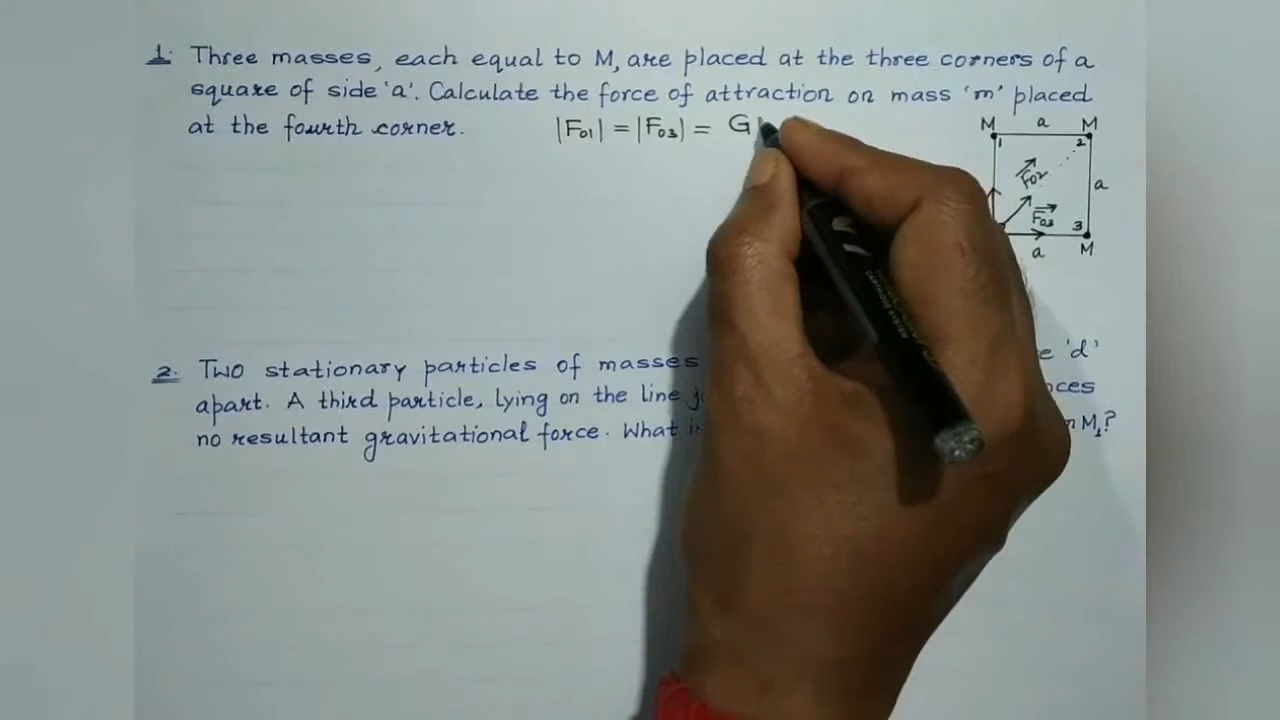 1. Three masses, each equal to M, are placed at the three corners of a
square of side 'a'. Calculate the force of attraction on mass 'm' placed
at the fourth corner. |F01| = |F03| = G
M a M
1 2
F02 a
F03 3
a M
2. Two stationary particles of masses 'd'
apart. A third particle, lying on the line
no resultant gravitational force. What M1?